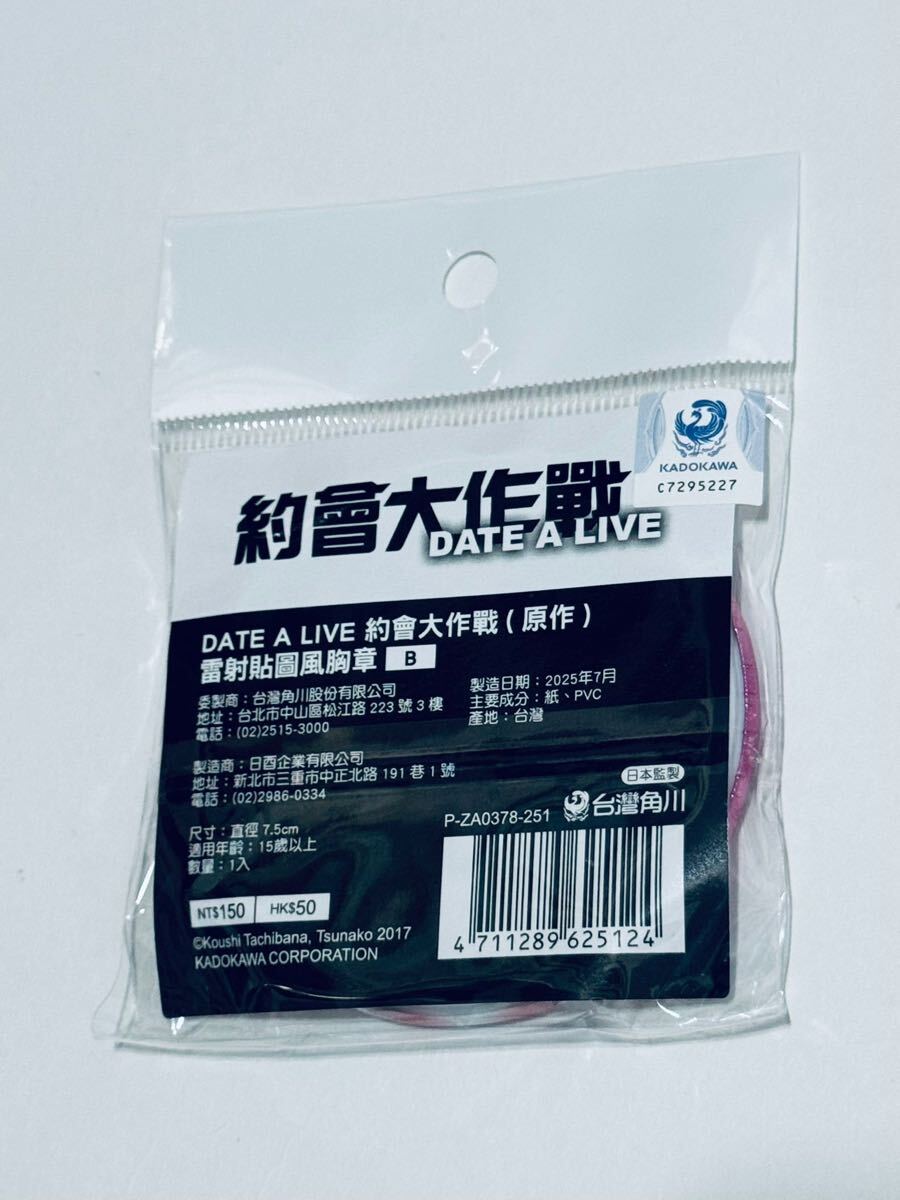 KADOKAWA
C7295227
約會大作戰
DATE A LIVE
DATE A LIVE 約會大作戰(原作)
雷射貼圖風胸章 B
委製商:台灣角川股份有限公司
地址:台北市中山區松江路 223 號 3 樓
電話:(02)2515-3000
製造日期:2025年7月
主要成分:紙、PVC
產地:台灣
製造商:日酉企業有限公司
地址:新北市三重市中正北路 191 巷 1 號
電話:(02)2986-0334
尺寸:直徑 7.5cm
適用年齡:15歲以上
數量:1入
日本監製
台灣角川
P-ZA0378-251
NT$150 HK$50
©Koushi Tachibana, Tsunako 2017
KADOKAWA CORPORATION
4 711289 625124